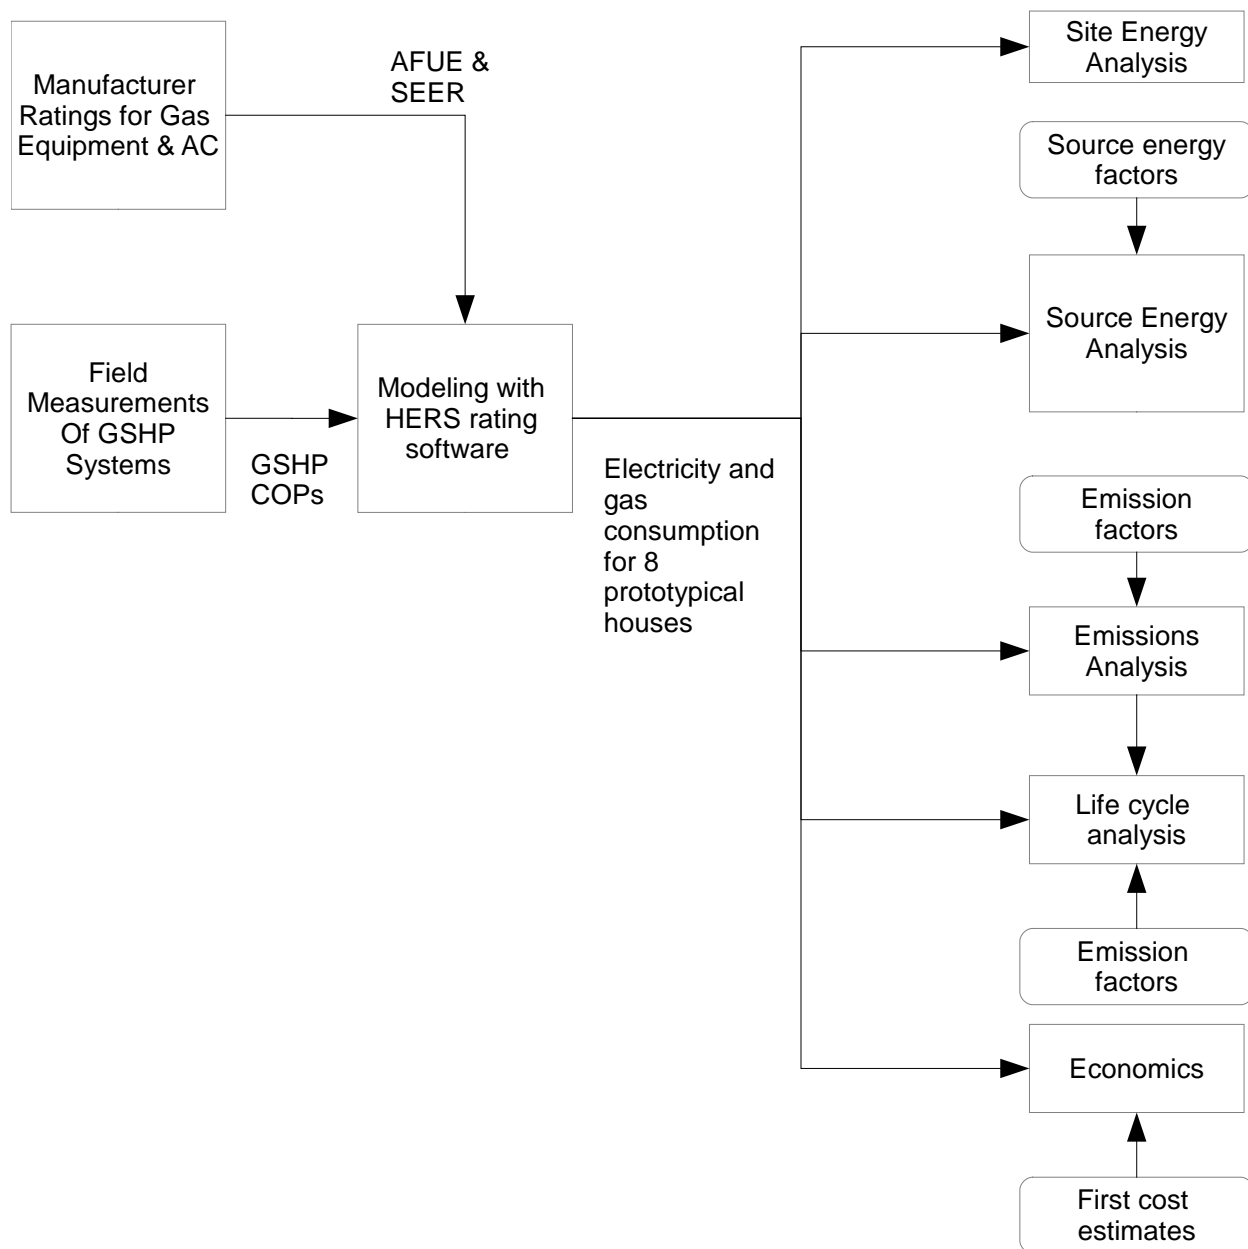 Manufacturer
Ratings for Gas
Equipment & AC
AFUE &
SEER
Field
Measurements
Of GSHP
Systems
GSHP
COPs
Modeling with
HERS rating
software
Electricity and
gas
consumption
for 8
prototypical
houses
Site Energy
Analysis
Source energy
factors
Source Energy
Analysis
Emission
factors
Emissions
Analysis
Life cycle
analysis
Emission
factors
Economics
First cost
estimates